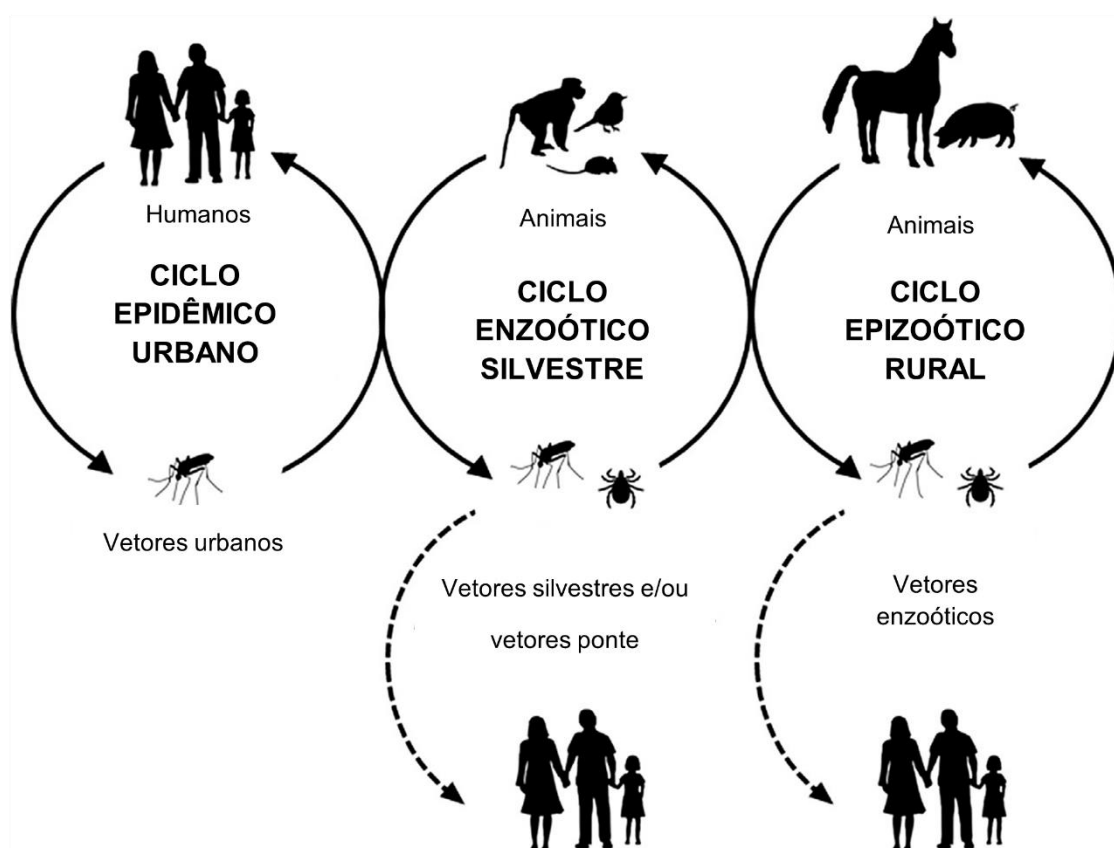 Humanos
CICLO
EPIDÊMICO
URBANO
Vetores urbanos
Animais
CICLO
ENZOÓTICO
SILVESTRE
Vetores silvestres e/ou
vetores ponte
Animais
CICLO
EPIZOÓTICO
RURAL
Vetores
enzoóticos